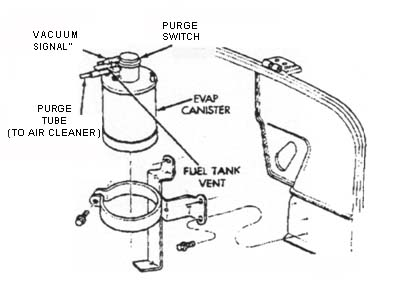 VACUUM
SIGNAL"
PURGE
SWITCH
EVAP
CANISTER
PURGE
TUBE
(TO AIR CLEANER)
FUEL TANK
VENT